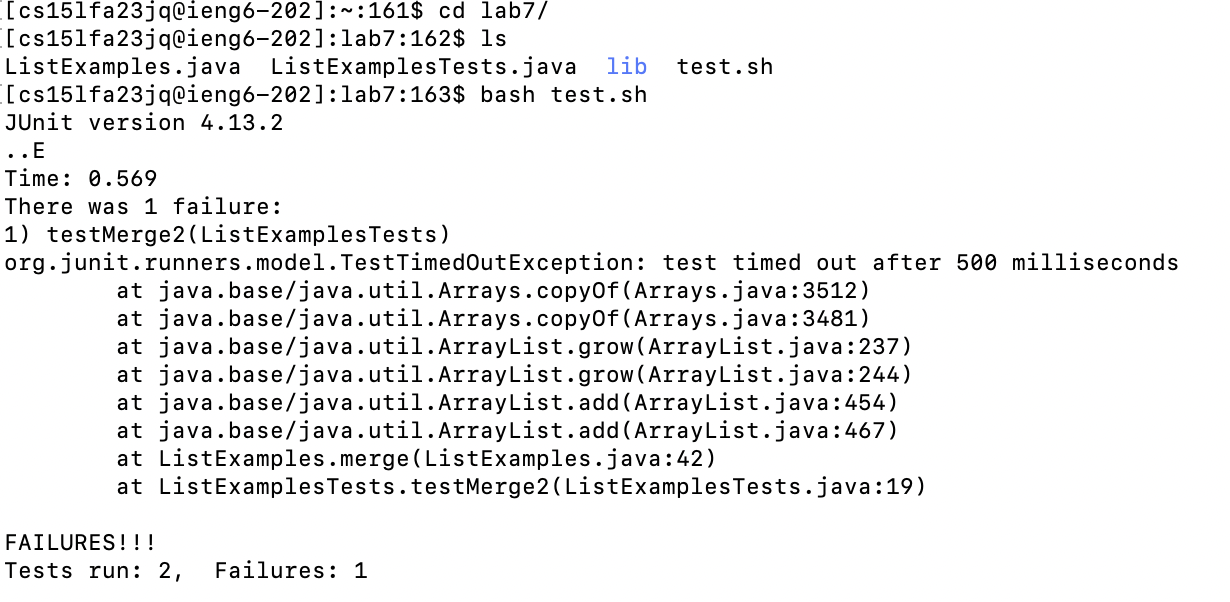 [cs15lfa23jq@ieng6-202]:~:161$ cd lab7/
[cs15lfa23jq@ieng6-202]:lab7:162$ ls
ListExamples.java  ListExamplesTests.java  lib  test.sh
[cs15lfa23jq@ieng6-202]:lab7:163$ bash test.sh
JUnit version 4.13.2
..E
Time: 0.569
There was 1 failure:
1) testMerge2(ListExamplesTests)
org.junit.runners.model.TestTimedOutException: test timed out after 500 milliseconds
        at java.base/java.util.Arrays.copyOf(Arrays.java:3512)
        at java.base/java.util.Arrays.copyOf(Arrays.java:3481)
        at java.base/java.util.ArrayList.grow(ArrayList.java:237)
        at java.base/java.util.ArrayList.grow(ArrayList.java:244)
        at java.base/java.util.ArrayList.add(ArrayList.java:454)
        at java.base/java.util.ArrayList.add(ArrayList.java:467)
        at ListExamples.merge(ListExamples.java:42)
        at ListExamplesTests.testMerge2(ListExamplesTests.java:19)

FAILURES!!!
Tests run: 2,  Failures: 1